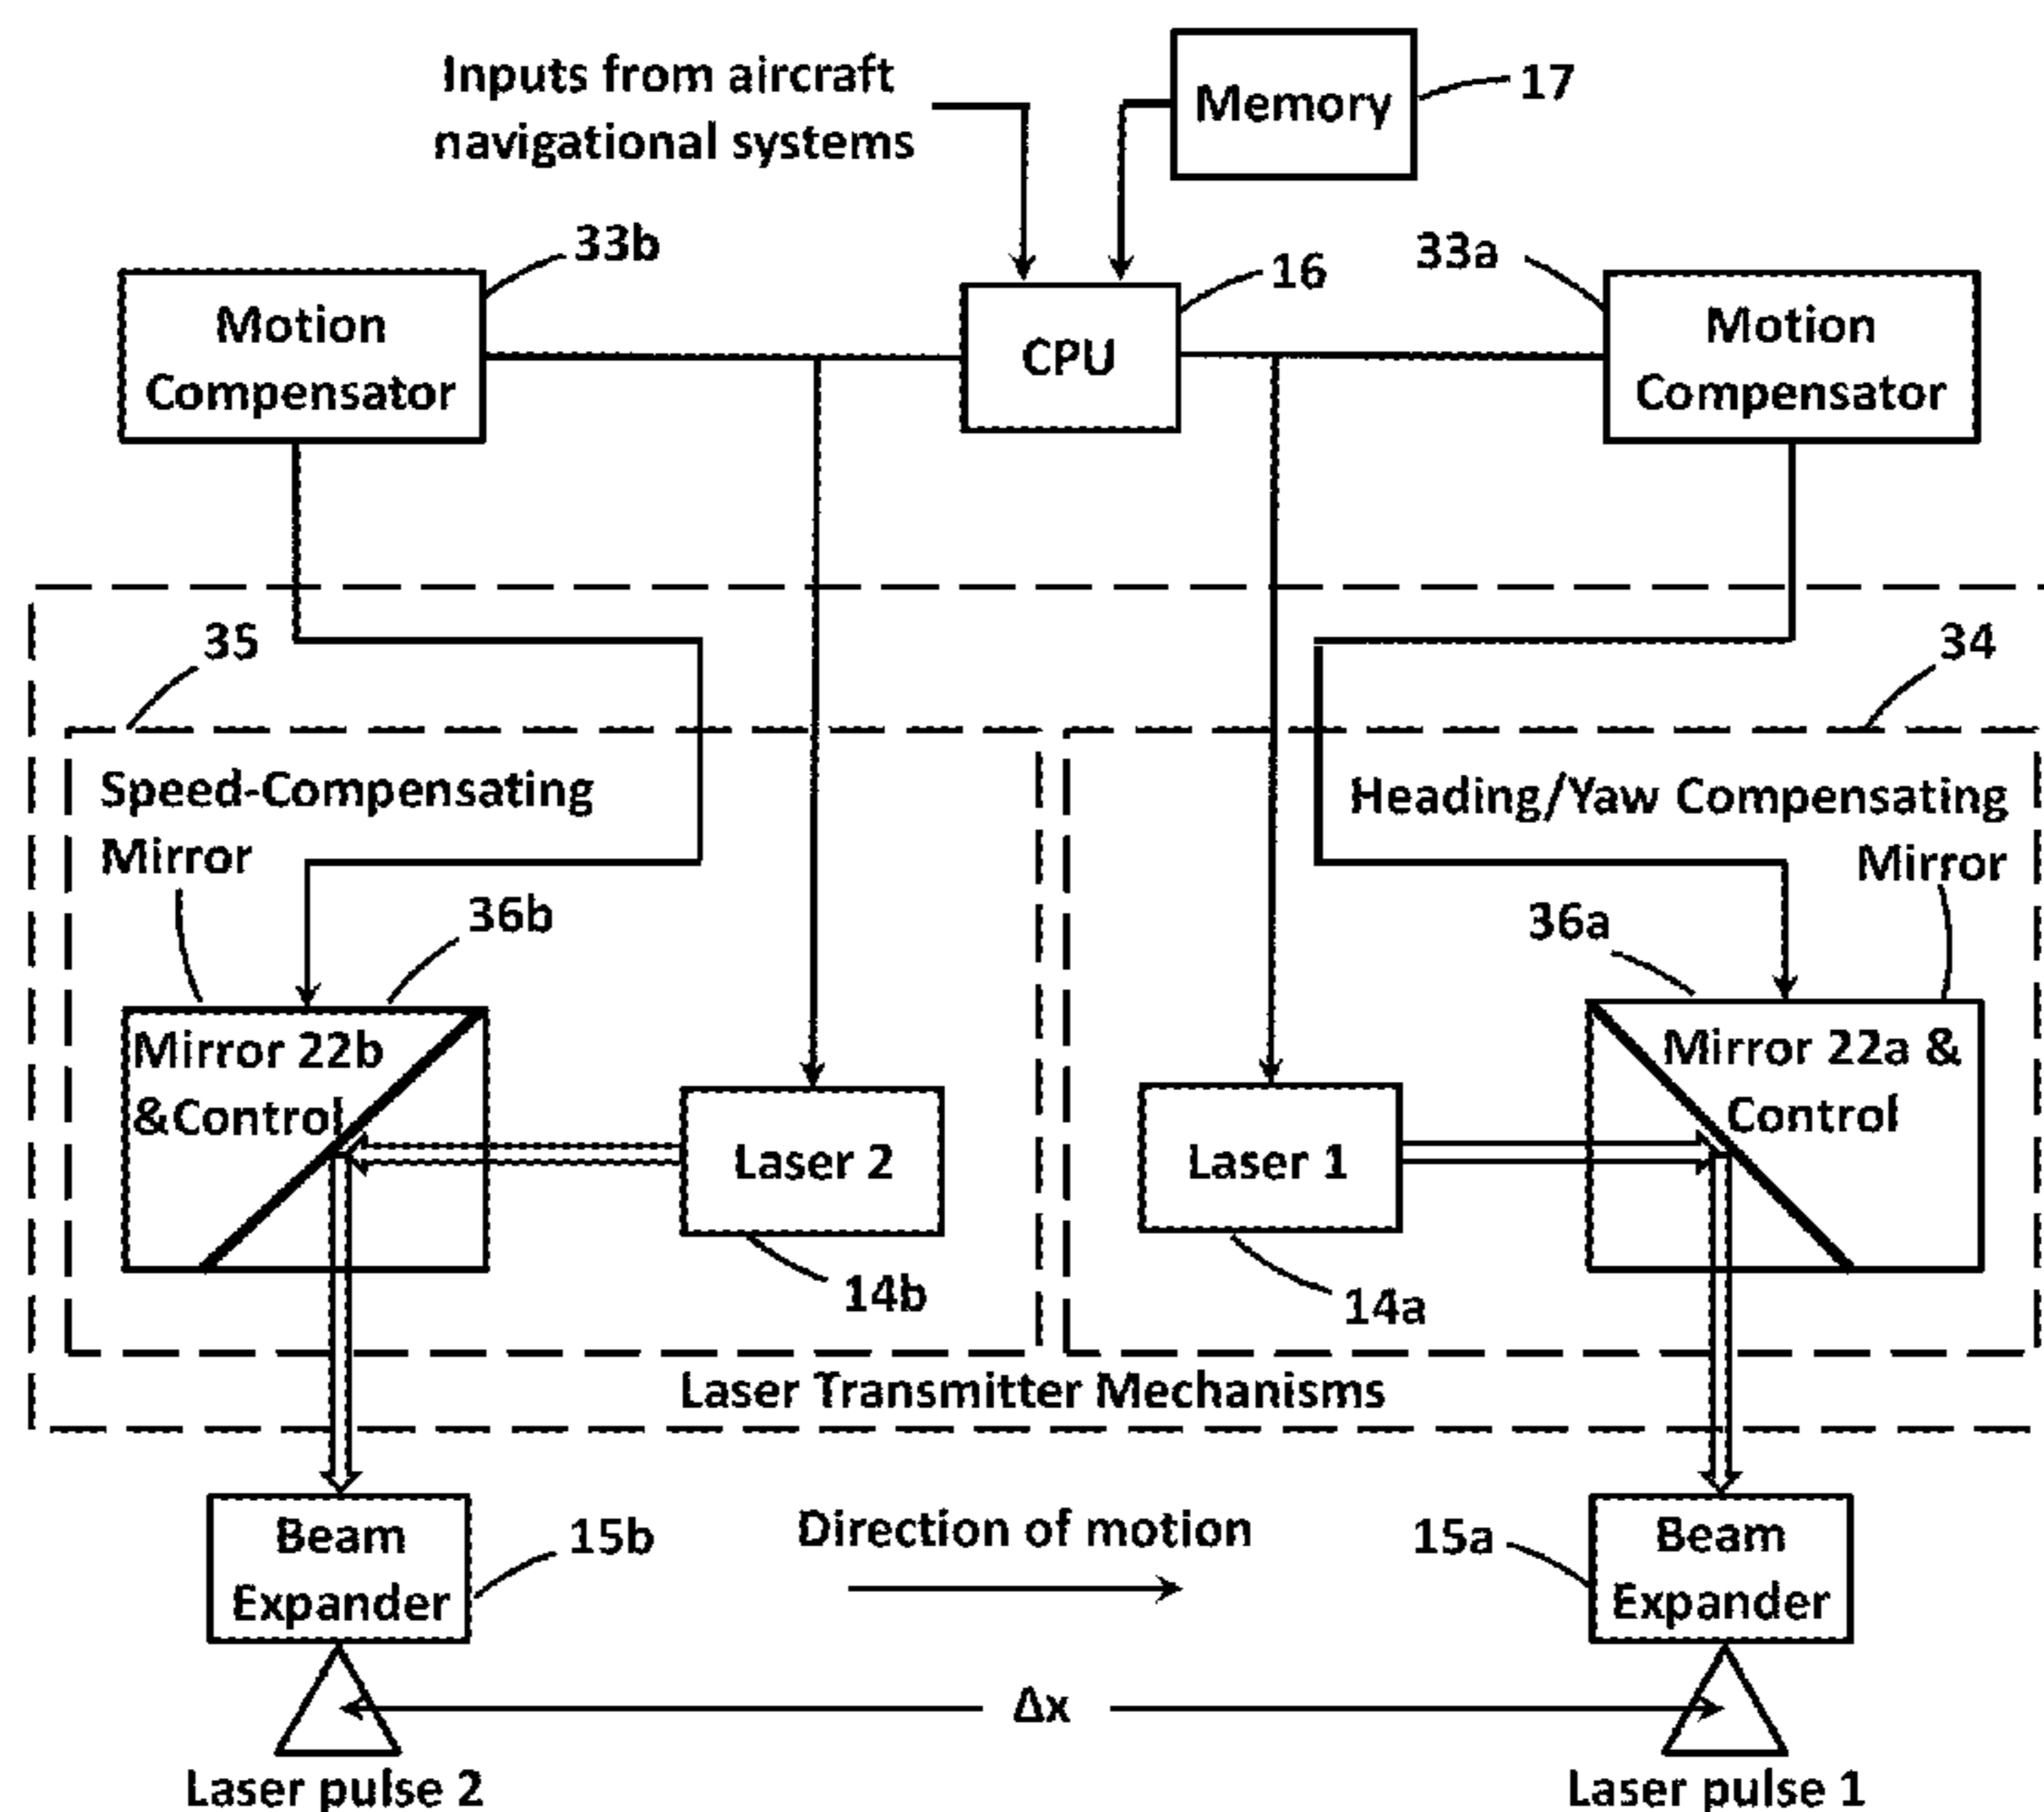 Inputs from aircraft
navigational systems
Memory
17
33b
16
33a
Motion
Compensator
CPU
Motion
Compensator
35
34
Speed-Compensating
Mirror
Heading/Yaw Compensating
Mirror
36b
36a
Mirror 22b
&Control
Mirror 22a &
Control
Laser 2
Laser 1
14b
14a
Laser Transmitter Mechanisms
Beam
Expander
15b
Direction of motion
15a
Beam
Expander
Δx
Laser pulse 2
Laser pulse 1